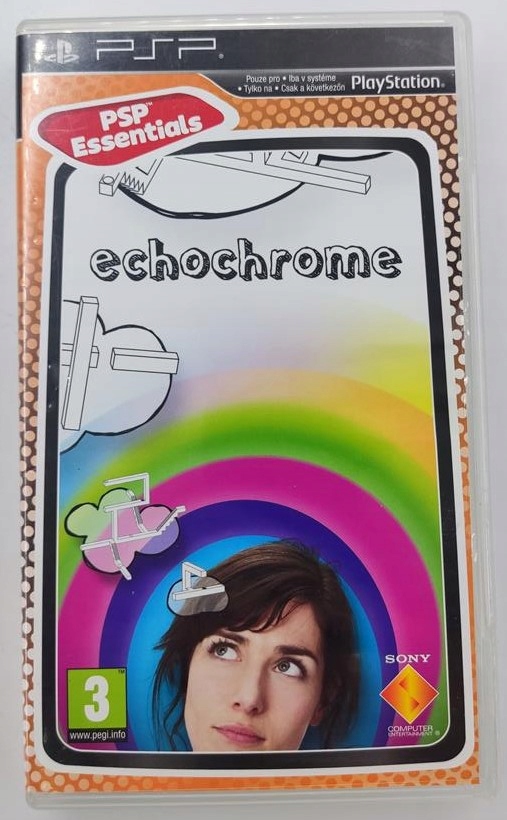 PSP
Pouze pro • Iba v systéme
• Tylko na • Csak a következőn
PlayStation®
PSP™
Essentials
echochrome
3
www.pegi.info
SONY
COMPUTER
ENTERTAINMENT®